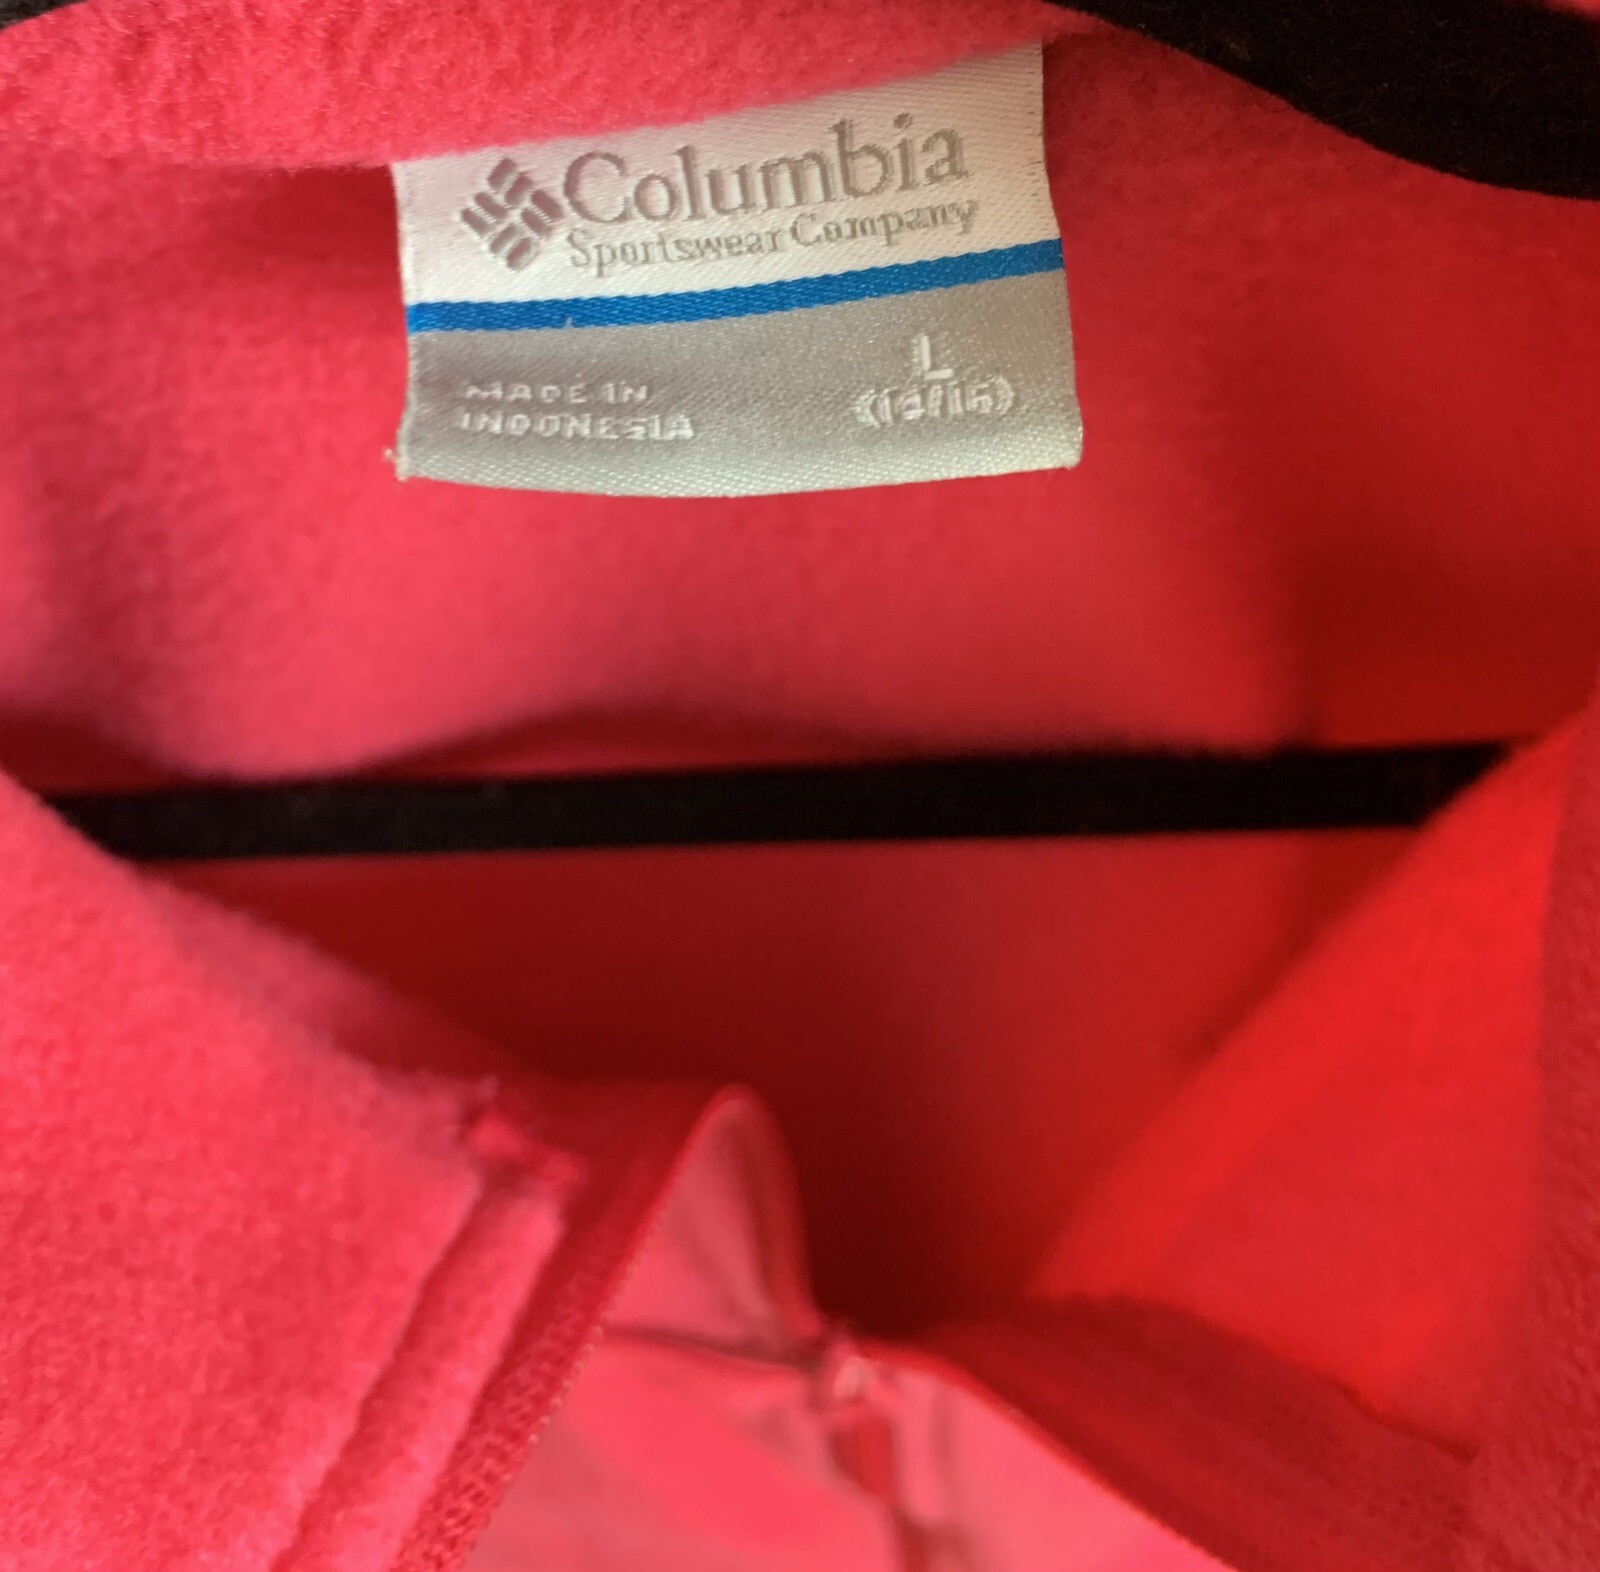 Columbia
Sportswear Company
MADE IN
INDONESIA
L